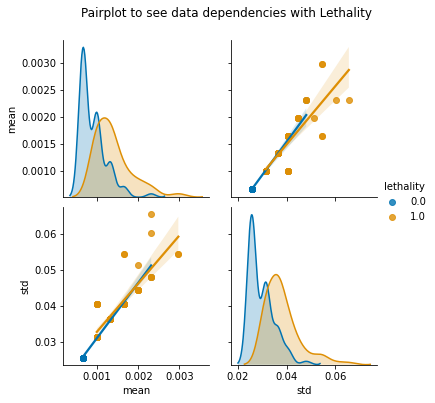 Pairplot to see data dependencies with Lethality
0.0030
0.0025
0.0020
0.0015
0.0010
mean
lethality
0.0
1.0
0.06
0.05
0.04
0.03
std
0.001 0.002 0.003
0.02 0.04 0.06
mean
std